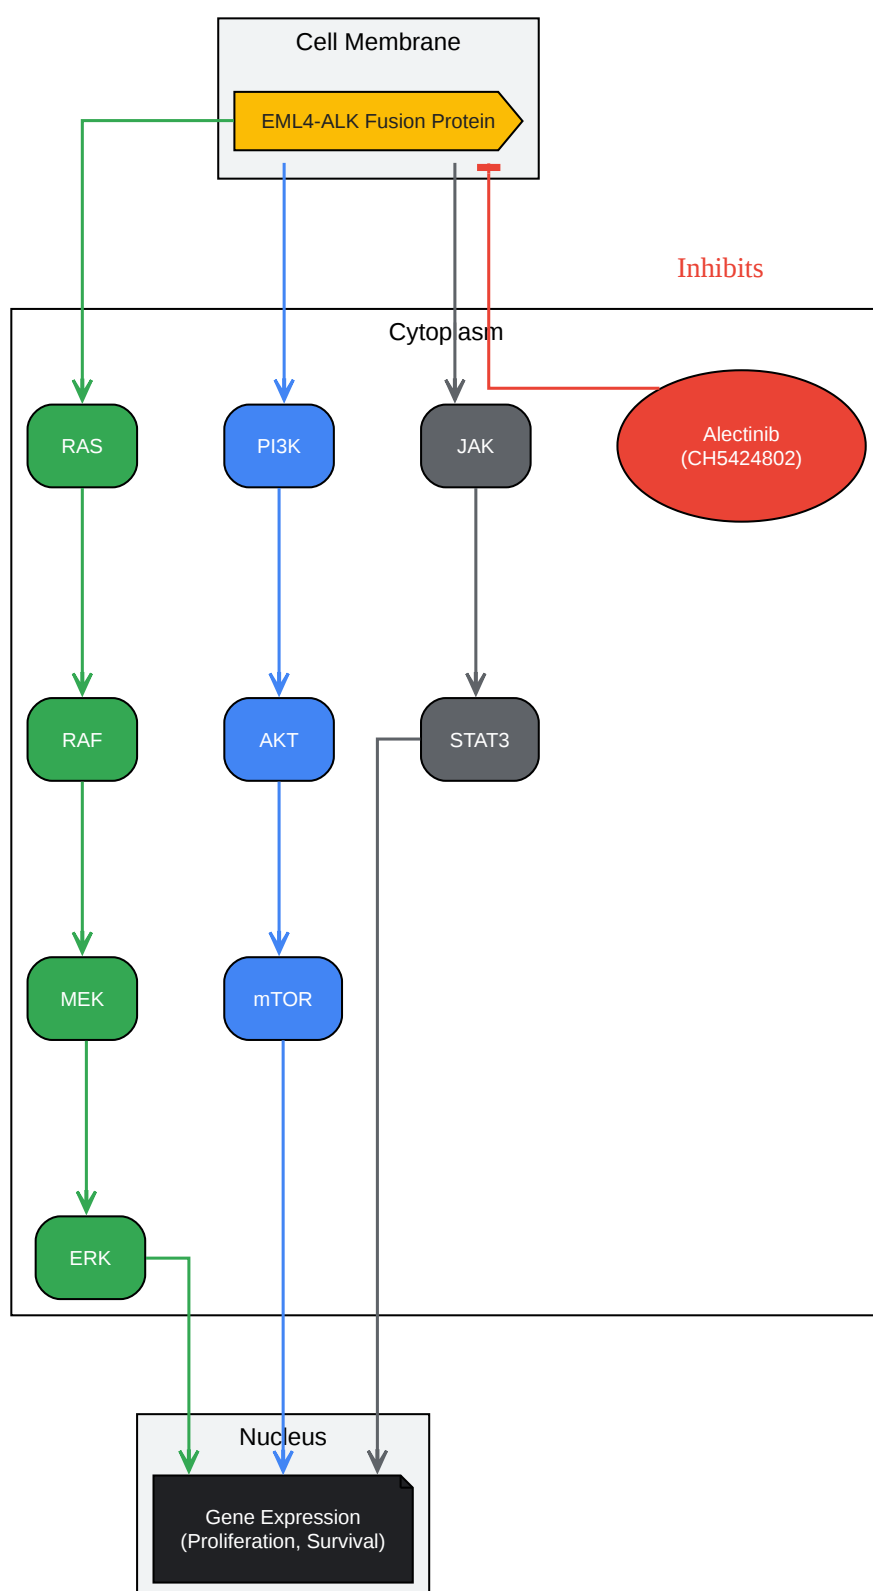 Cell Membrane
EML4-ALK Fusion Protein
Inhibits
Cytoplasm
RAS
PI3K
JAK
Alectinib
(CH5424802)
RAF
AKT
STAT3
MEK
mTOR
ERK
Nucleus
Gene Expression
(Proliferation, Survival)